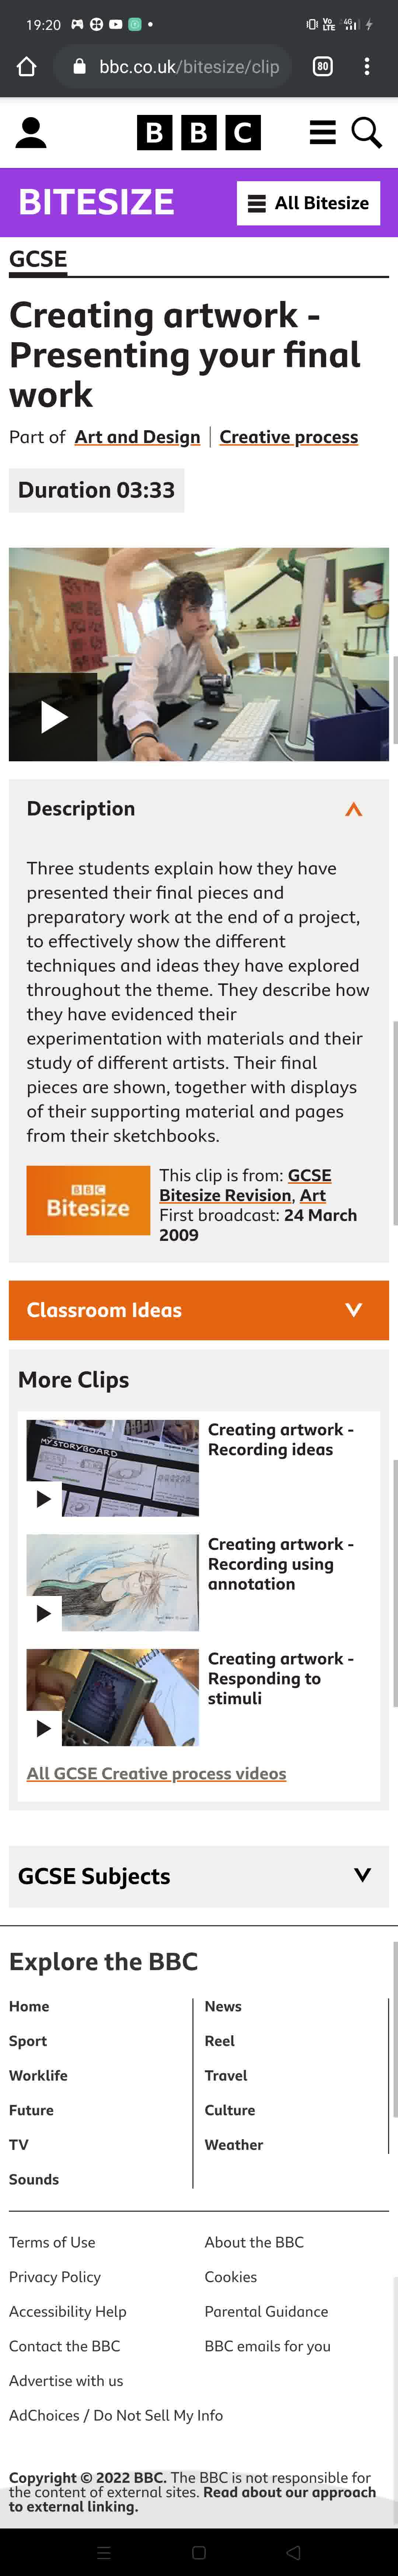 19:20
Vo LTE 4G
bbc.co.uk/bitesize/clip
80
BBC
BITESIZE
All Bitesize
GCSE
Creating artwork -
Presenting your final
work
Part of Art and Design | Creative process
Duration 03:33
Description
Three students explain how they have
presented their final pieces and
preparatory work at the end of a project,
to effectively show the different
techniques and ideas they have explored
throughout the theme. They describe how
they have evidenced their
experimentation with materials and their
study of different artists. Their final
pieces are shown, together with displays
of their supporting material and pages
from their sketchbooks.
BBC
Bitesize
This clip is from: GCSE
Bitesize Revision, Art
First broadcast: 24 March
2009
Classroom Ideas
More Clips
MY STORYBOARD
Creating artwork -
Recording ideas
Creating artwork -
Recording using
annotation
Creating artwork -
Responding to
stimuli
All GCSE Creative process videos
GCSE Subjects
Explore the BBC
Home
News
Sport
Reel
Worklife
Travel
Future
Culture
TV
Weather
Sounds
Terms of Use
About the BBC
Privacy Policy
Cookies
Accessibility Help
Parental Guidance
Contact the BBC
BBC emails for you
Advertise with us
AdChoices / Do Not Sell My Info
Copyright © 2022 BBC. The BBC is not responsible for
the content of external sites. Read about our approach
to external linking.